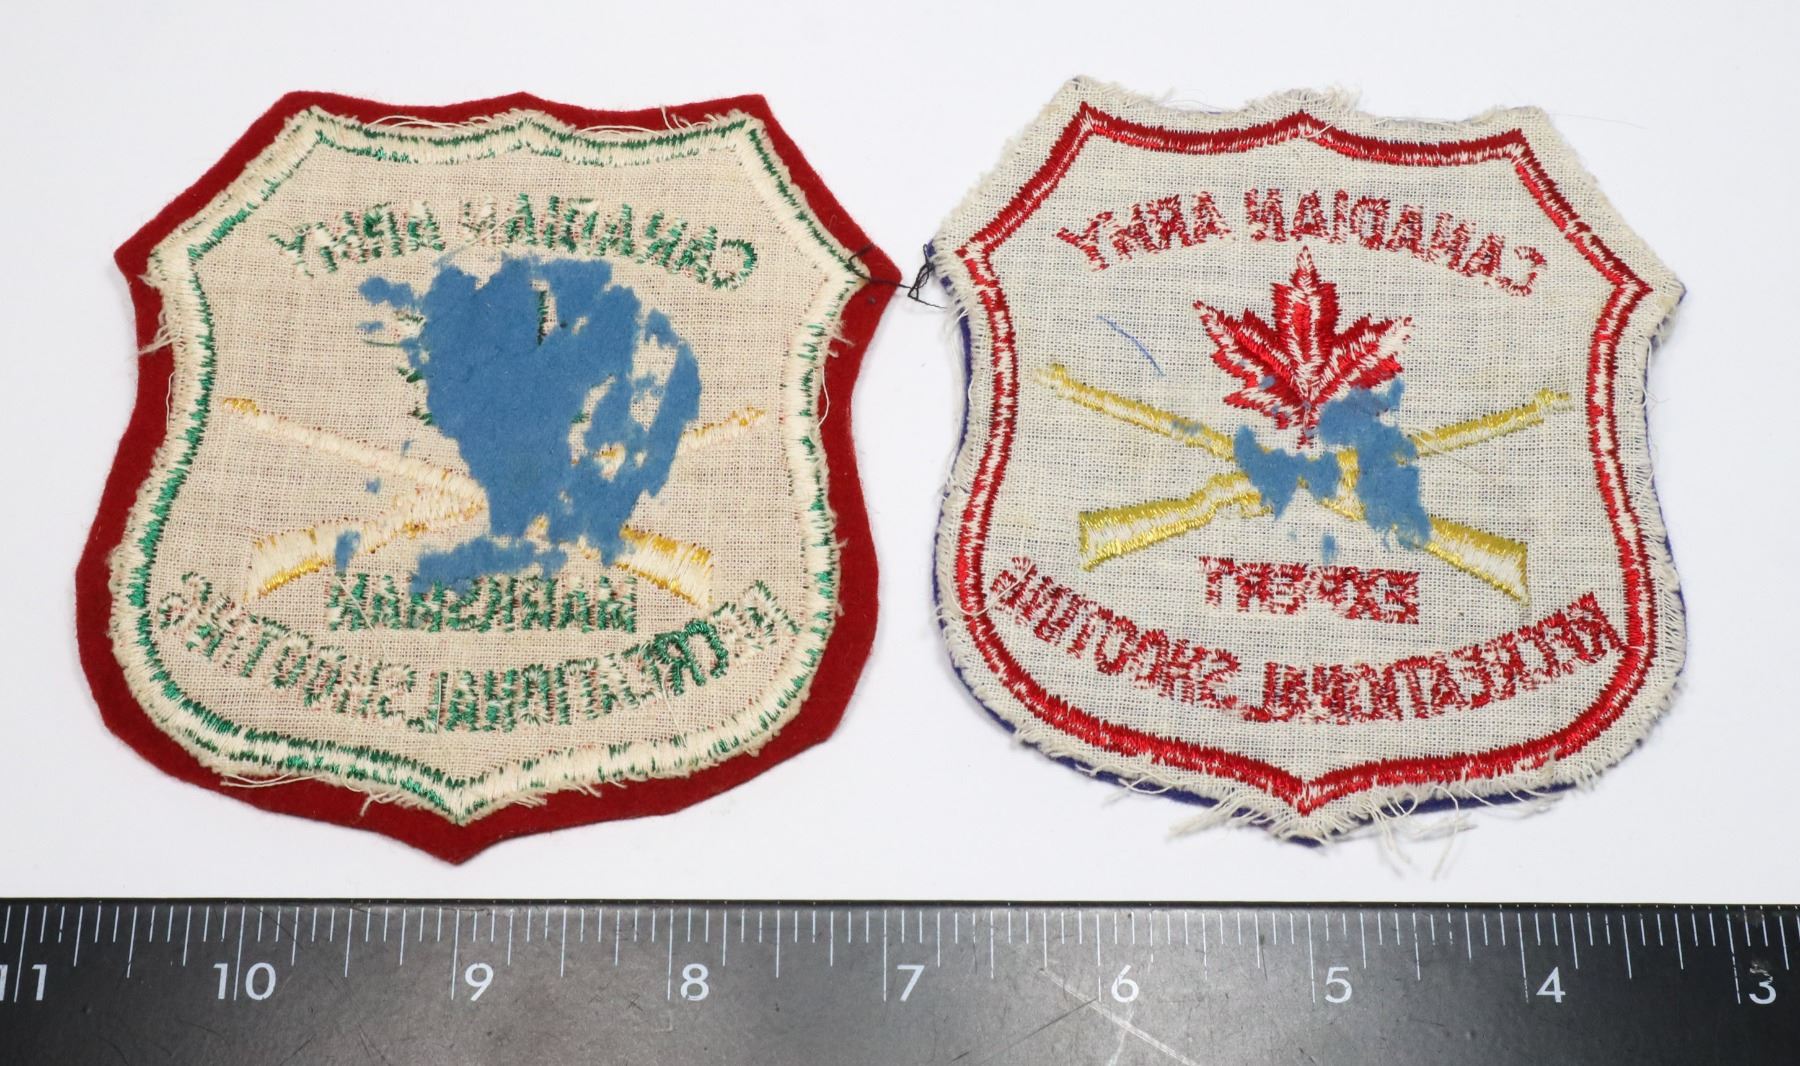 CANADIAN ARMY
MARKSMAN
RECREATIONAL SHOOTING
CANADIAN ARMY
EXPERT
RECREATIONAL SHOOTING
11 10 9 8 7 6 5 4 3